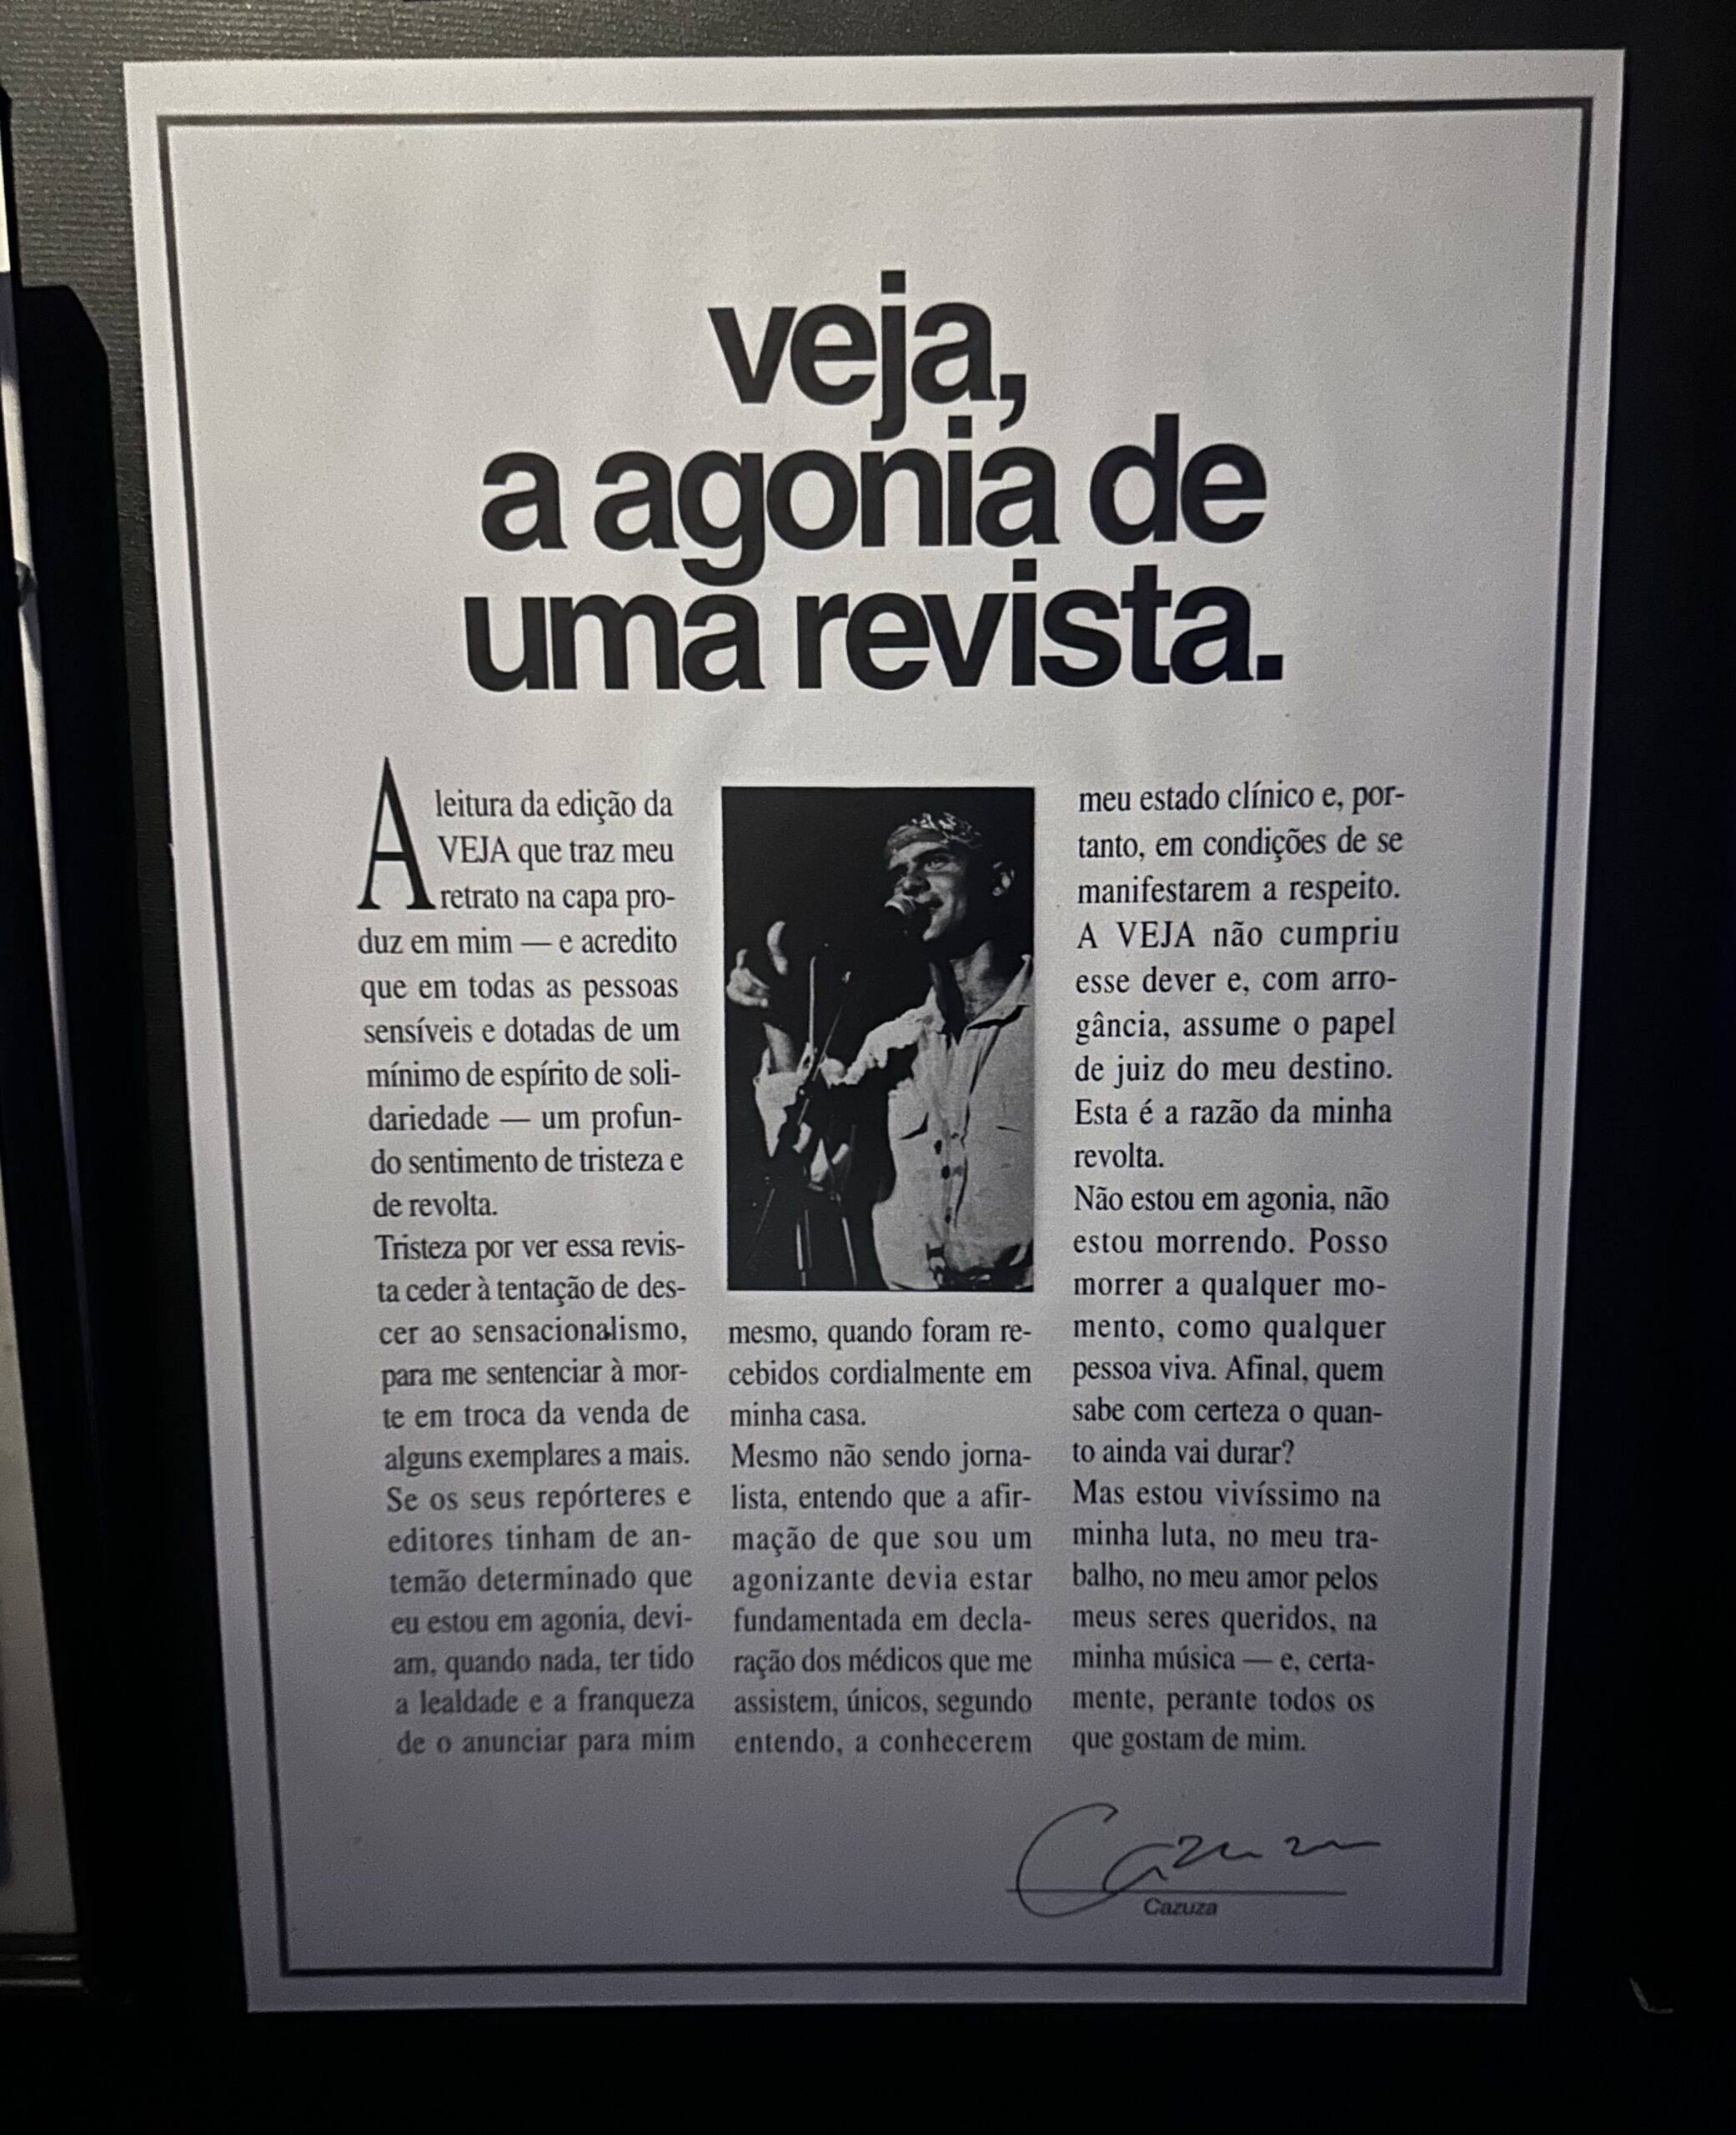 veja,
a agonia de
uma revista.
A leitura da edição da
VEJA que traz meu
retrato na capa pro-
duz em mim — e acredito
que em todas as pessoas
sensíveis e dotadas de um
mínimo de espírito de soli-
dariedade — um profun-
do sentimento de tristeza e
de revolta.
Tristeza por ver essa revis-
ta ceder à tentação de des-
cer ao sensacionalismo,
para me sentenciar à mor-
te em troca da venda de
alguns exemplares a mais.
Se os seus repórteres e
editores tinham de an-
temão determinado que
eu estou em agonia, devi-
am, quando nada, ter tido
a lealdade e a franqueza
de o anunciar para mim
mesmo, quando foram re-
cebidos cordialmente em
minha casa.
Mesmo não sendo jorna-
lista, entendo que a afir-
mação de que sou um
agonizante devia estar
fundamentada em decla-
ração dos médicos que me
assistem, únicos, segundo
entendo, a conhecerem
meu estado clínico e, por-
tanto, em condições de se
manifestarem a respeito.
A VEJA não cumpriu
esse dever e, com arro-
gância, assume o papel
de juiz do meu destino.
Esta é a razão da minha
revolta.
Não estou em agonia, não
estou morrendo. Posso
morrer a qualquer mo-
mento, como qualquer
pessoa viva. Afinal, quem
sabe com certeza o quan-
to ainda vai durar?
Mas estou vivíssimo na
minha luta, no meu tra-
balho, no meu amor pelos
meus seres queridos, na
minha música — e, certa-
mente, perante todos os
que gostam de mim.
Cazuza
Cazuza